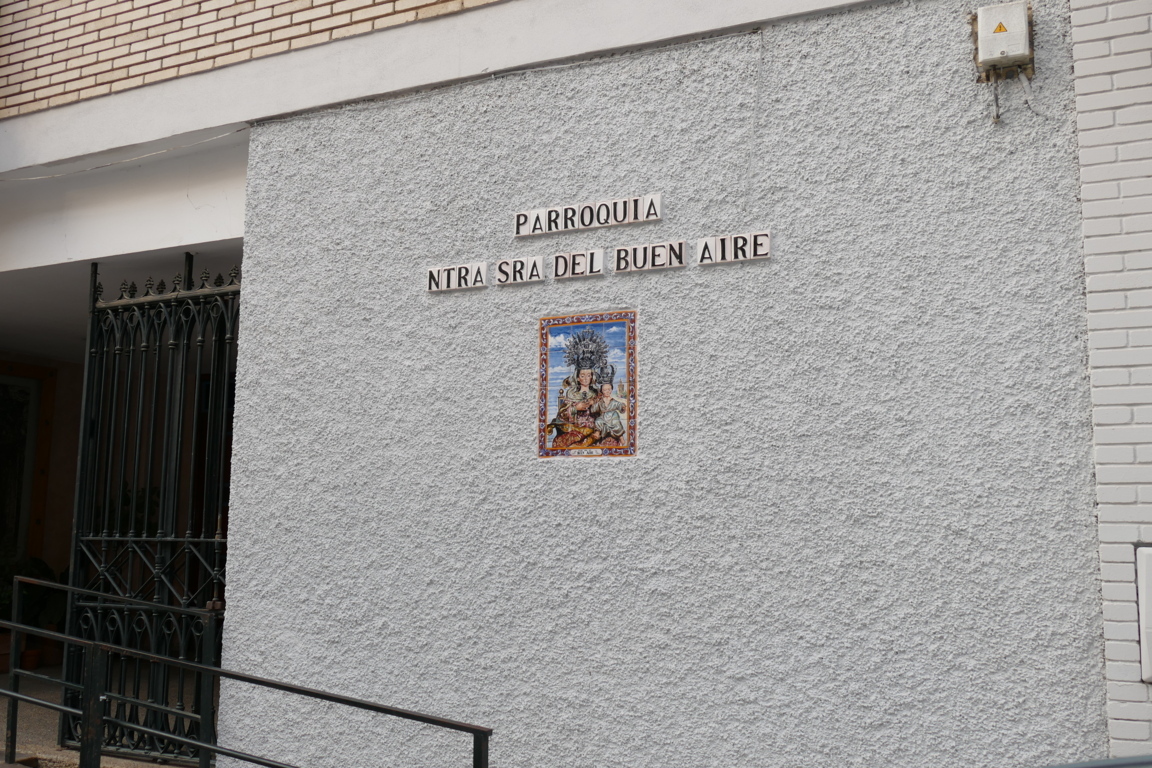 PARROQUIA
NTRA SRA DEL BUEN AIRE